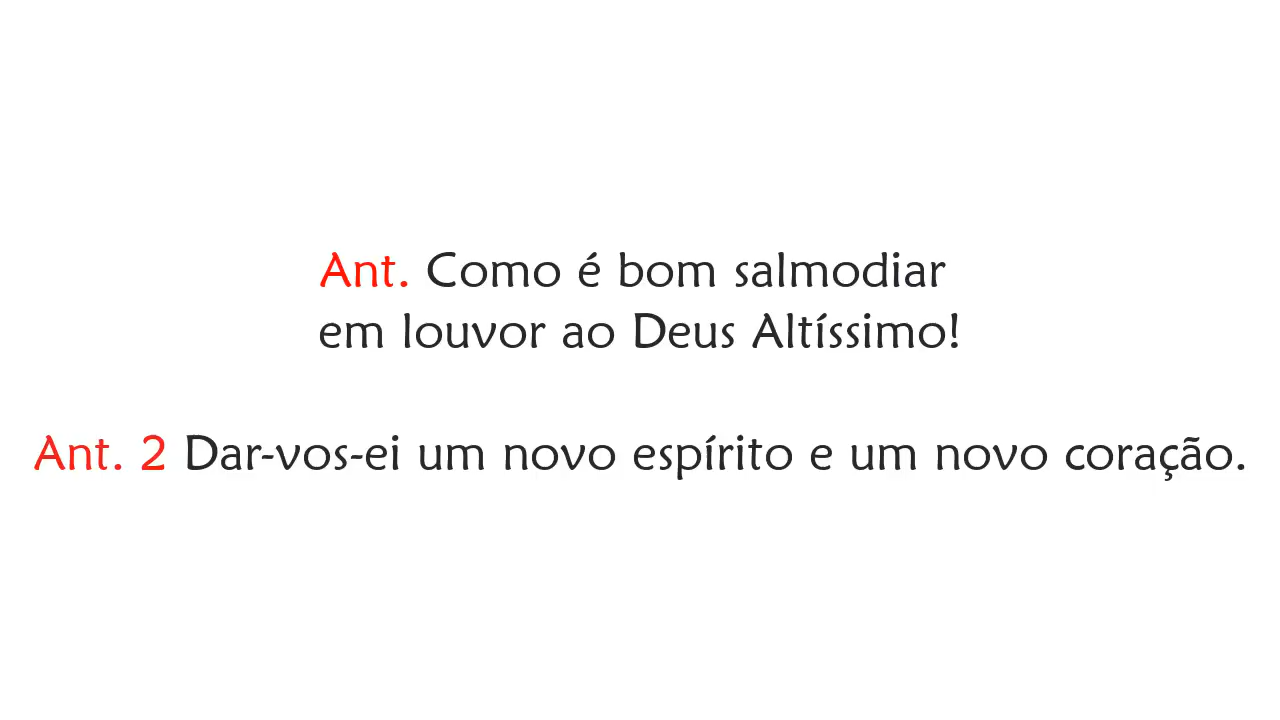 Ant. Como é bom salmodiar
em louvor ao Deus Altíssimo!
Ant. 2 Dar-vos-ei um novo espírito e um novo coração.